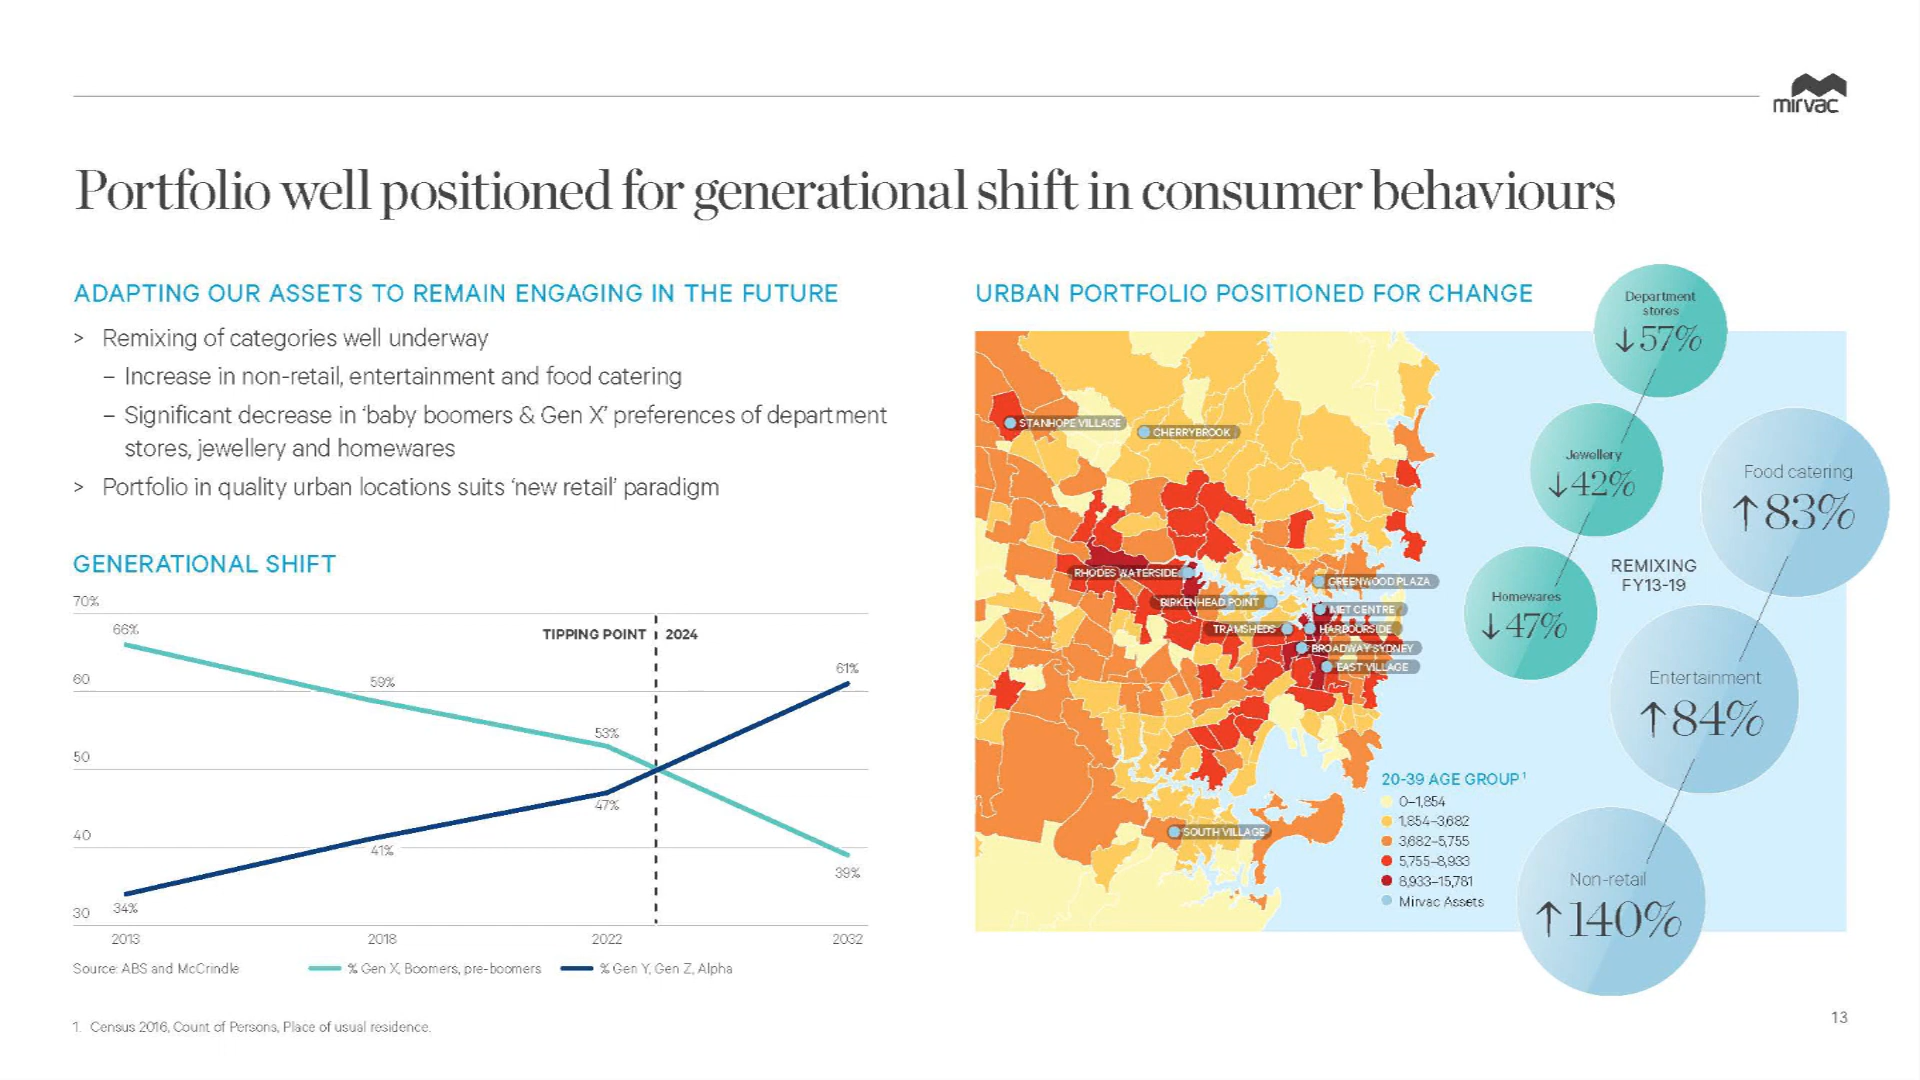 mirvac
Portfolio well positioned for generational shift in consumer behaviours
ADAPTING OUR ASSETS TO REMAIN ENGAGING IN THE FUTURE
> Remixing of categories well underway
– Increase in non-retail, entertainment and food catering
– Significant decrease in ‘baby boomers & Gen X’ preferences of department
stores, jewellery and homewares
> Portfolio in quality urban locations suits ‘new retail’ paradigm
GENERATIONAL SHIFT
70%
66%
TIPPING POINT 2024
61%
60
59%
53%
50
47%
40
41%
39%
30
34%
2013 2018 2022 2032
Source: ABS and McCrindle
% Gen X, Boomers, pre-boomers
% Gen Y, Gen Z, Alpha
URBAN PORTFOLIO POSITIONED FOR CHANGE
STANHOPE VILLAGE
CHERRYBROOK
RHODES WATERSIDE
GREENWOOD PLAZA
BIRKENHEAD POINT
MET CENTRE
TRAMSHEDS
HARBOURSIDE
BROADWAY SYDNEY
EAST VILLAGE
SOUTH VILLAGE
20-39 AGE GROUP¹
0–1,854
1,854–3,682
3,682–5,755
5,755–8,933
8,933–15,781
Mirvac Assets
Department
stores
↓57%
Jewellery
↓42%
Food catering
↑83%
REMIXING
FY13-19
Homewares
↓47%
Entertainment
↑84%
Non-retail
↑140%
1. Census 2016, Count of Persons, Place of usual residence.
13